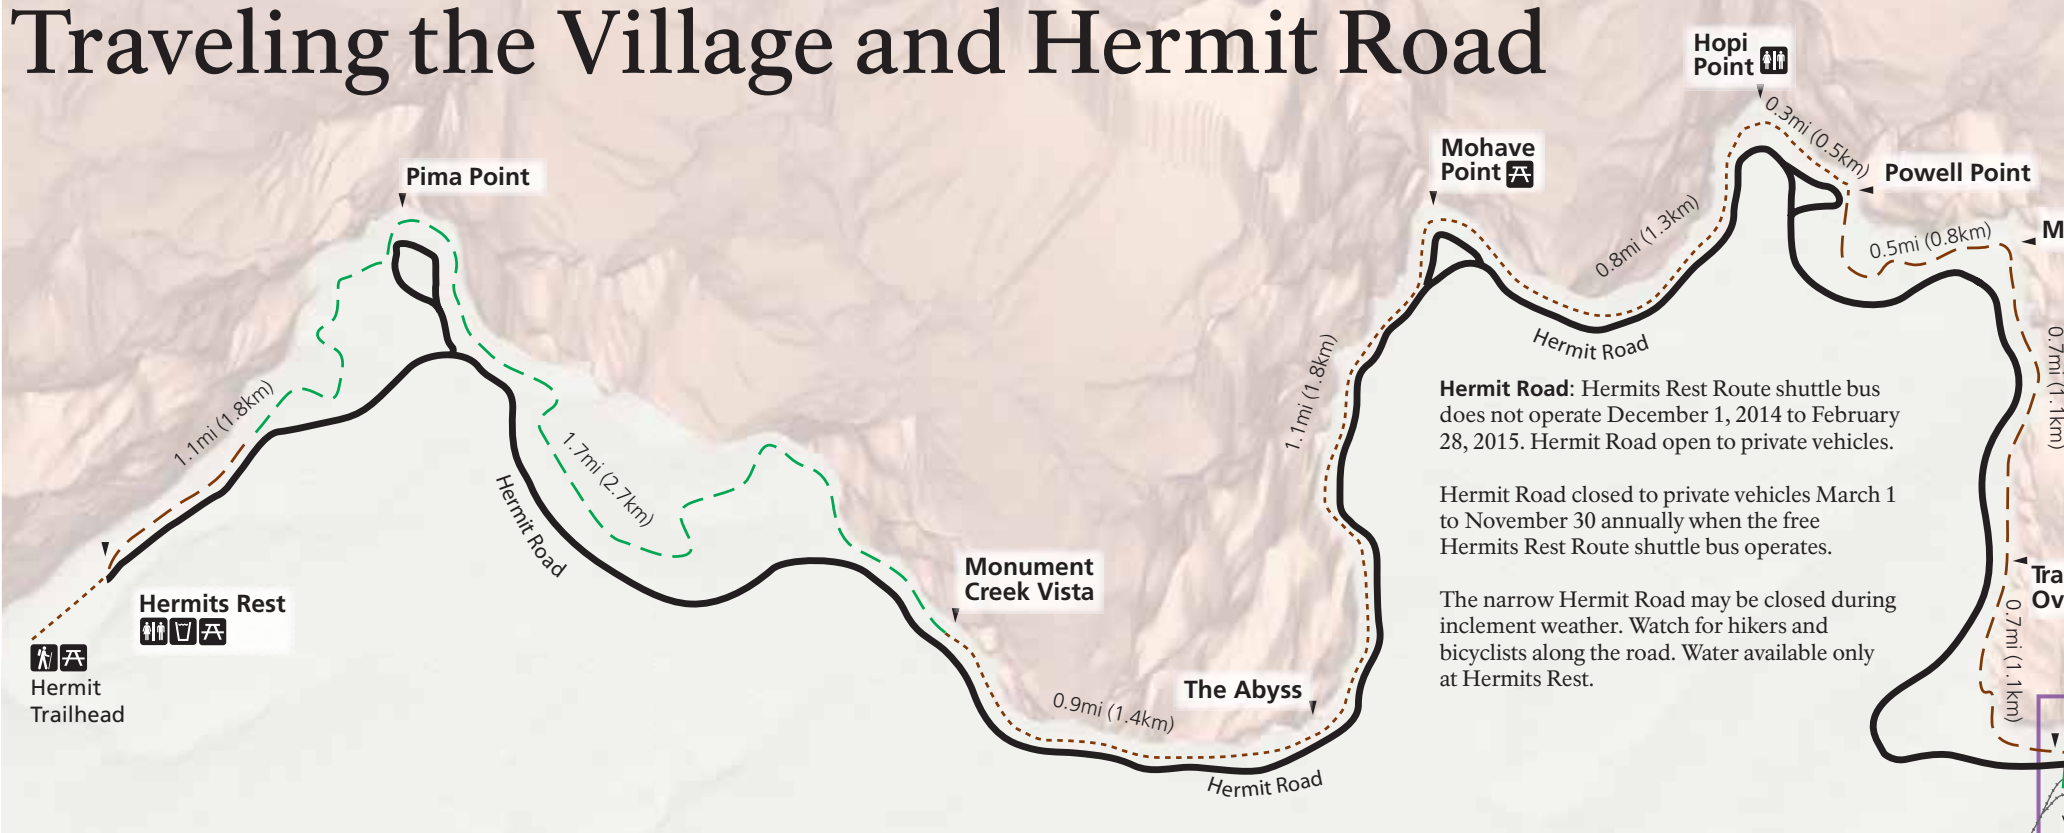 Traveling the Village and Hermit Road
Hopi
Point
0.3mi (0.5km)
Mohave
Point
Powell Point
Pima Point
0.8mi (1.3km)
0.5mi (0.8km)
M
Hermit Road
1.1mi (1.8km)
0.7mi (1.1km)
Hermit Road: Hermits Rest Route shuttle bus
does not operate December 1, 2014 to February
28, 2015. Hermit Road open to private vehicles.
Hermit Road closed to private vehicles March 1
to November 30 annually when the free
Hermits Rest Route shuttle bus operates.
The narrow Hermit Road may be closed during
inclement weather. Watch for hikers and
bicyclists along the road. Water available only
at Hermits Rest.
1.1mi (1.8km)
1.7mi (2.7km)
Hermit Road
Monument
Creek Vista
Tra
Ov
0.7mi (1.1km)
Hermits Rest
Hermit
Trailhead
The Abyss
0.9mi (1.4km)
Hermit Road